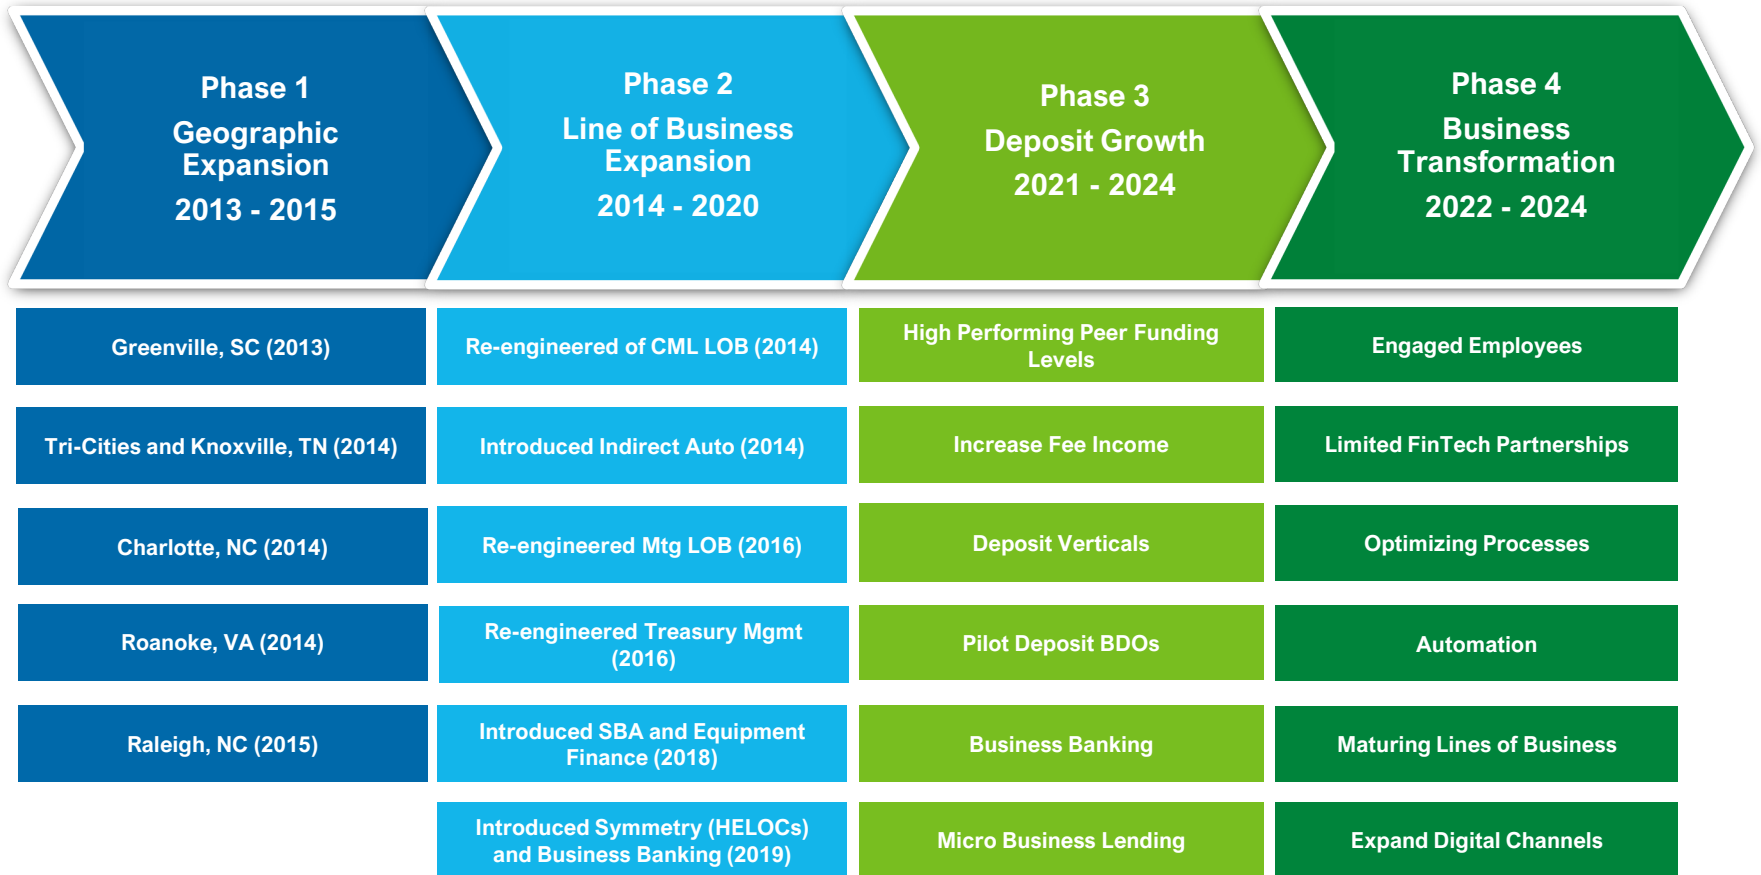 Phase 1
Geographic
Expansion
2013 - 2015
Phase 2
Line of Business
Expansion
2014 - 2020
Phase 3
Deposit Growth
2021 - 2024
Phase 4
Business
Transformation
2022 - 2024
Greenville, SC (2013)
Tri-Cities and Knoxville, TN (2014)
Charlotte, NC (2014)
Roanoke, VA (2014)
Raleigh, NC (2015)
Re-engineered of CML LOB (2014)
Introduced Indirect Auto (2014)
Re-engineered Mtg LOB (2016)
Re-engineered Treasury Mgmt
(2016)
Introduced SBA and Equipment
Finance (2018)
Introduced Symmetry (HELOCs)
and Business Banking (2019)
High Performing Peer Funding
Levels
Increase Fee Income
Deposit Verticals
Pilot Deposit BDOs
Business Banking
Micro Business Lending
Engaged Employees
Limited FinTech Partnerships
Optimizing Processes
Automation
Maturing Lines of Business
Expand Digital Channels